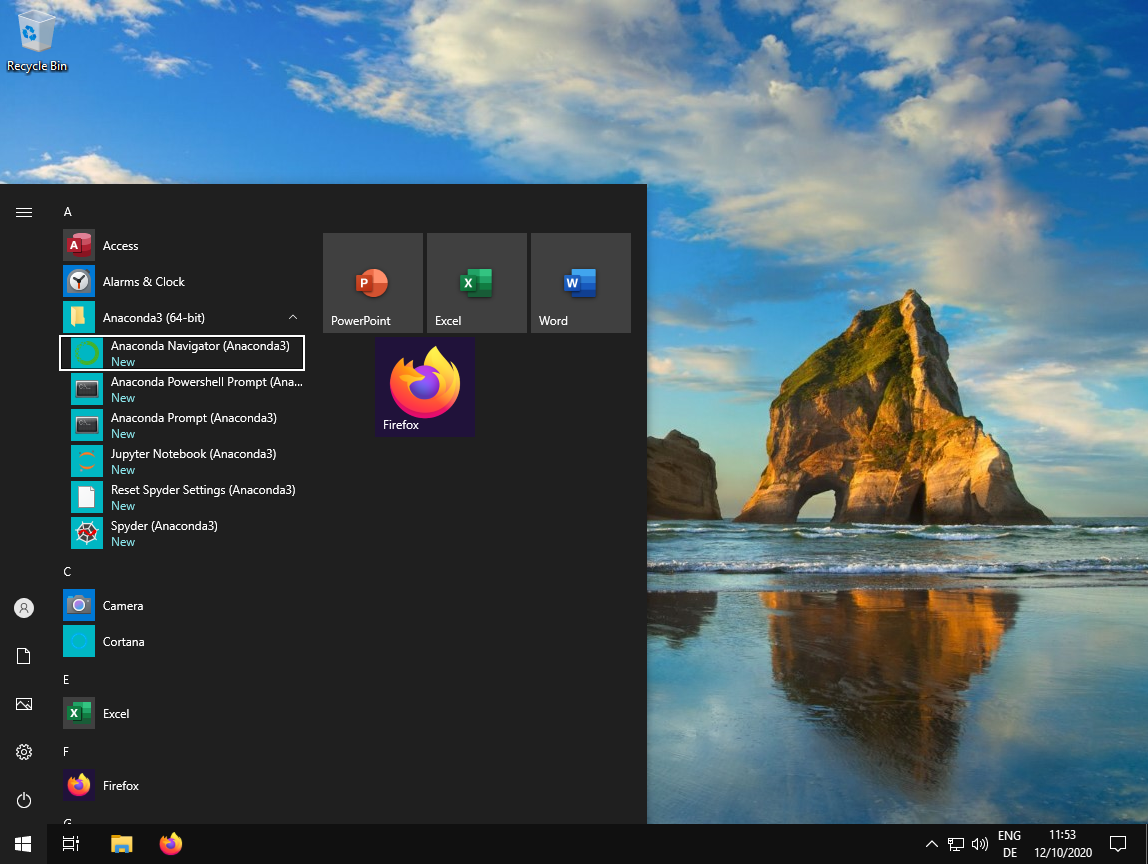 Recycle Bin
A
Access
Alarms & Clock
Anaconda3 (64-bit)
Anaconda Navigator (Anaconda3)
New
Anaconda Powershell Prompt (Ana...
New
Anaconda Prompt (Anaconda3)
New
Jupyter Notebook (Anaconda3)
New
Reset Spyder Settings (Anaconda3)
New
Spyder (Anaconda3)
New
C
Camera
Cortana
E
Excel
F
Firefox
G
PowerPoint
Excel
Word
Firefox
ENG
DE
11:53
12/10/2020